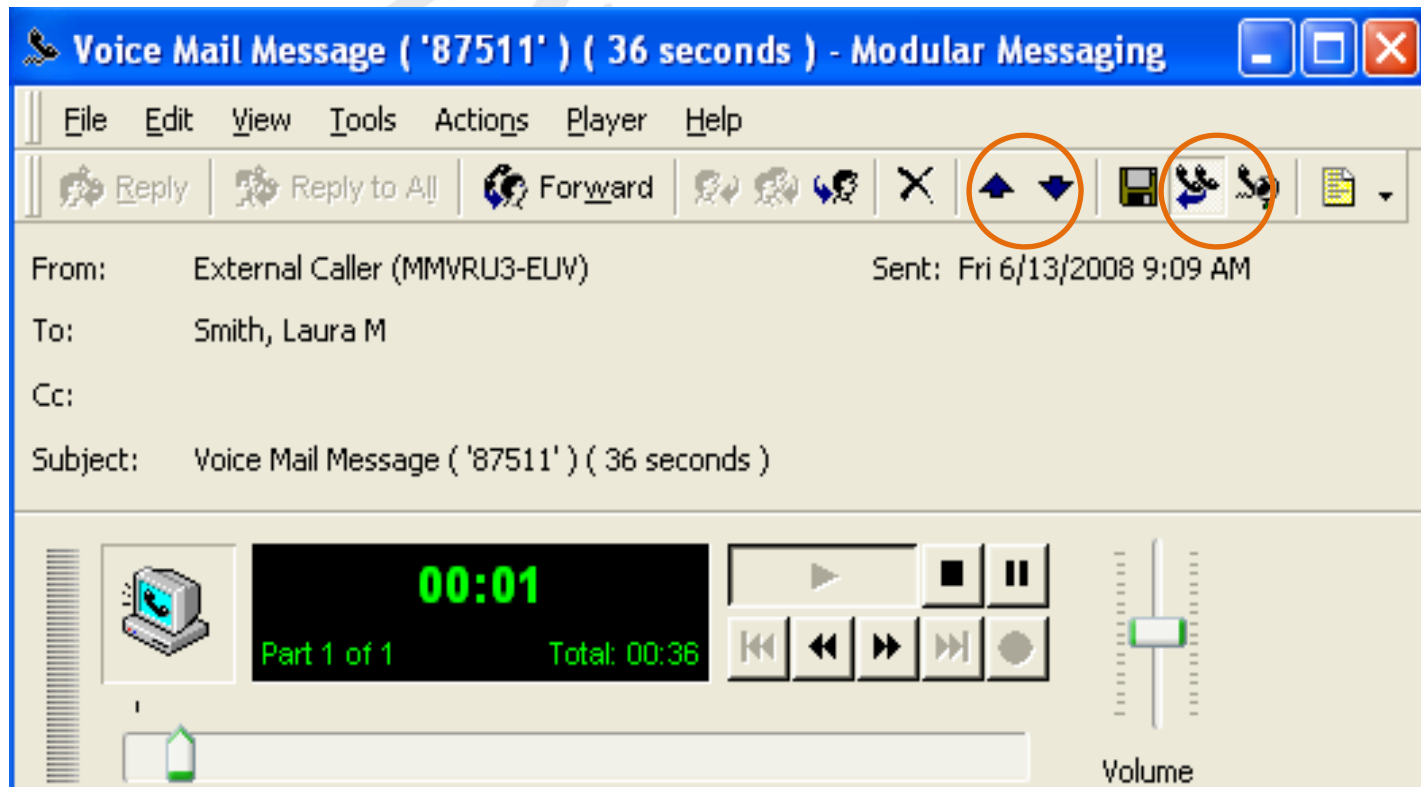 Voice Mail Message ( '87511' ) ( 36 seconds ) - Modular Messaging
File Edit View Tools Actions Player Help
Reply Reply to All Forward
From: External Caller (MMVRU3-EUV) Sent: Fri 6/13/2008 9:09 AM
To: Smith, Laura M
Cc:
Subject: Voice Mail Message ( '87511' ) ( 36 seconds )
00:01
Part 1 of 1 Total: 00:36
Volume